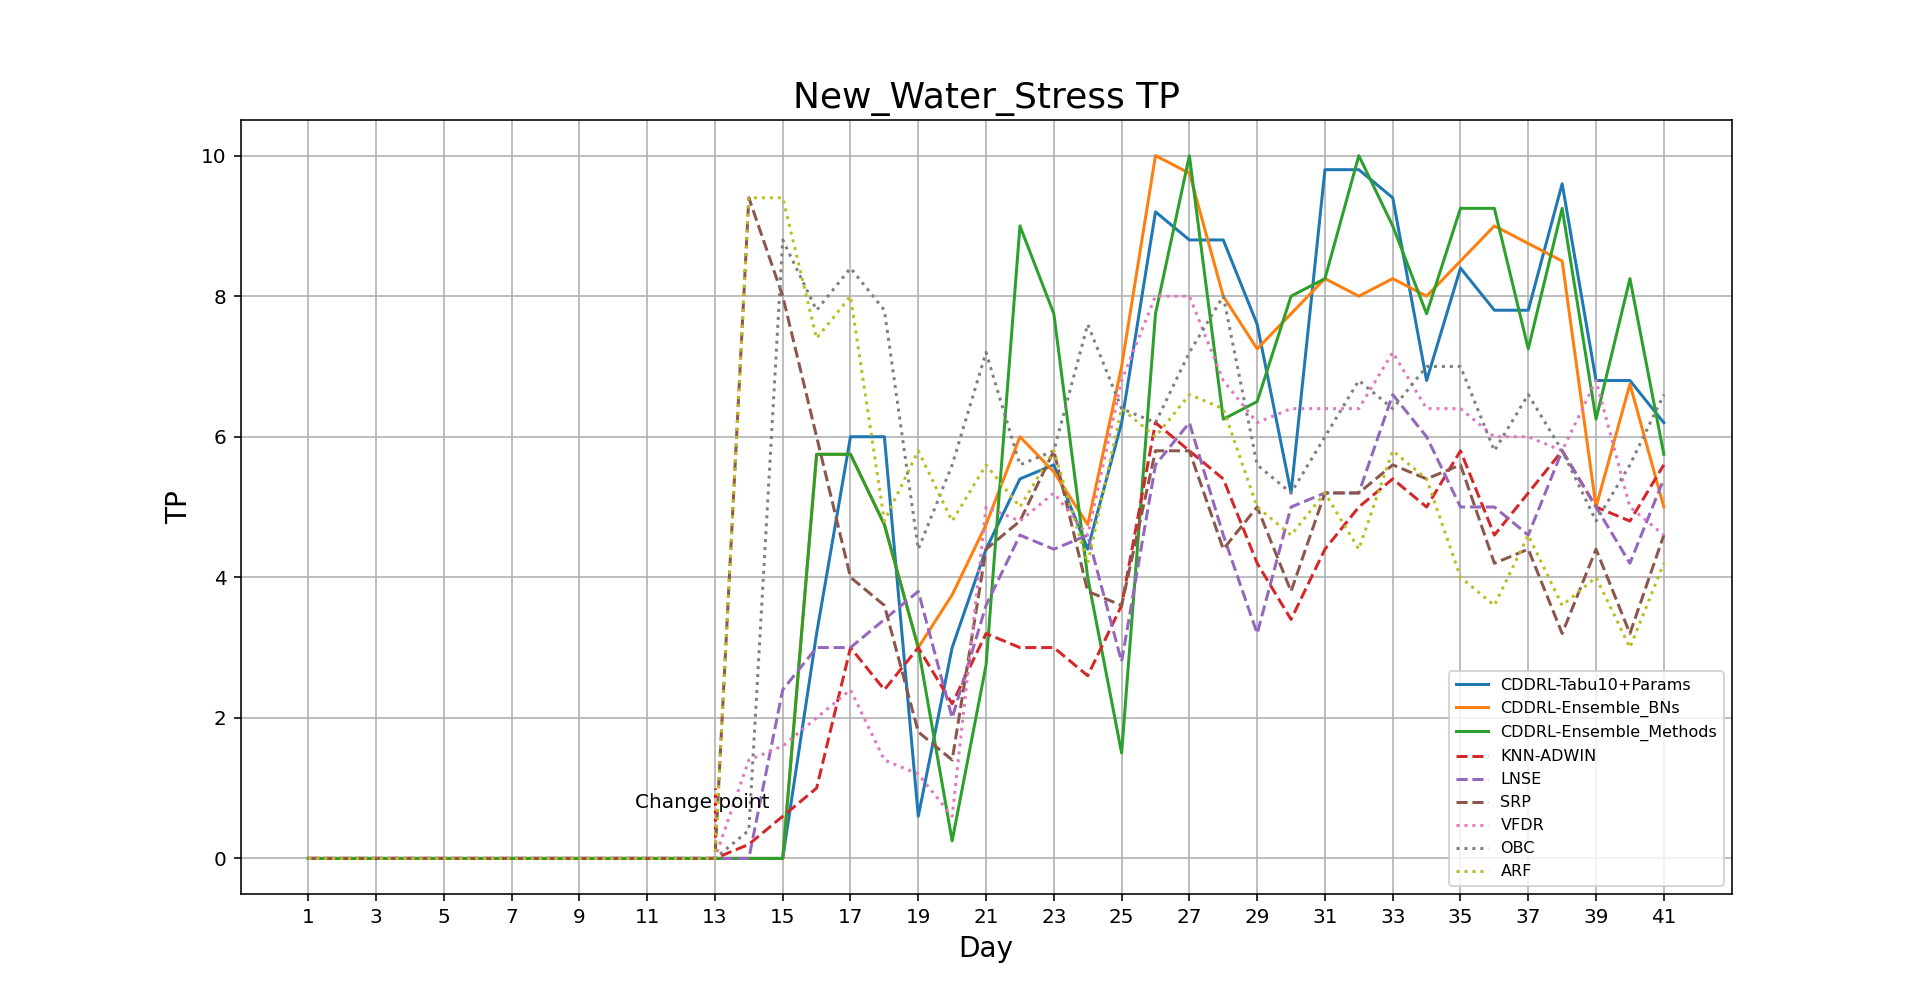 New_Water_Stress TP
TP
10
8
6
4
2
0
Change point
CDDRL-Tabu10+Params
CDDRL-Ensemble_BNs
CDDRL-Ensemble_Methods
KNN-ADWIN
LNSE
SRP
VFDR
OBC
ARF
1 3 5 7 9 11 13 15 17 19 21 23 25 27 29 31 33 35 37 39 41
Day